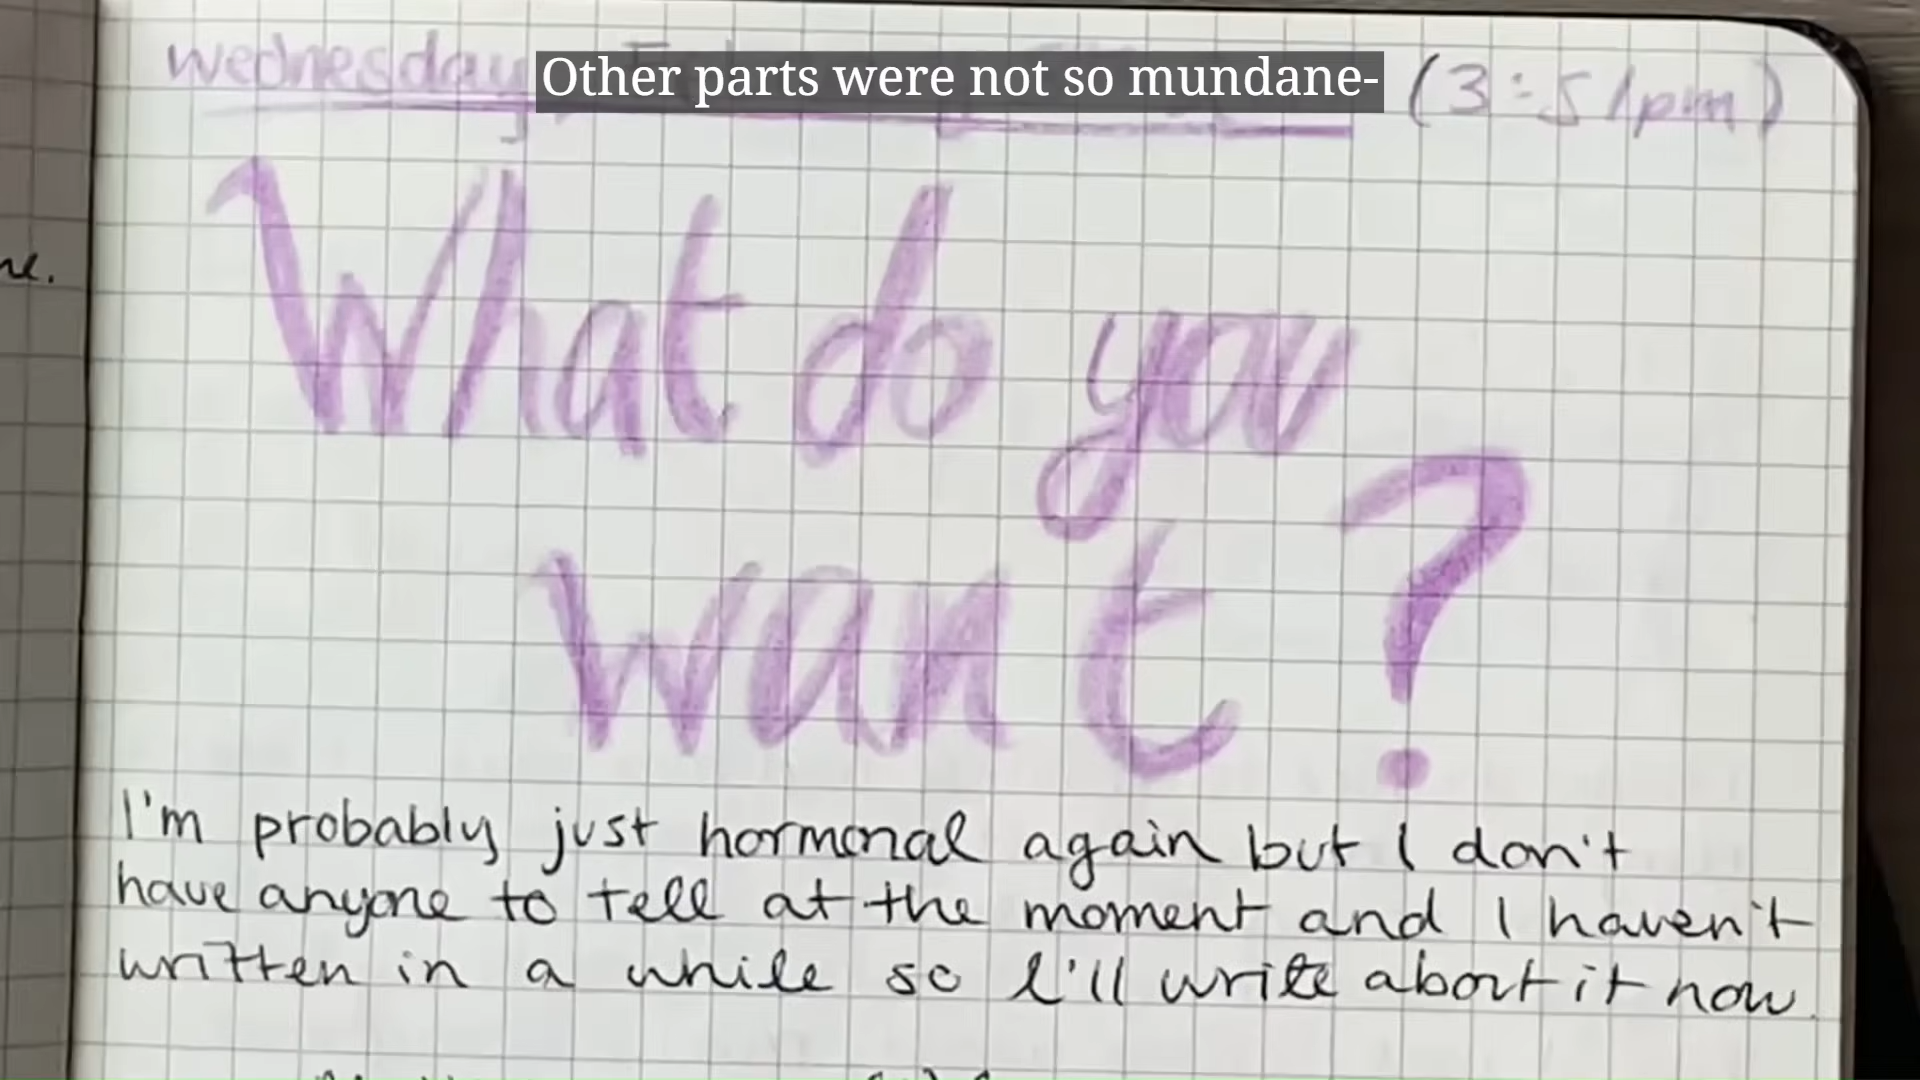 Other parts were not so mundane-
wednesday (3:51pm)
What do you
want?
I'm probably just hormonal again but I don't
have anyone to tell at the moment and I haven't
written in a while so I'll write about it now.
ne.